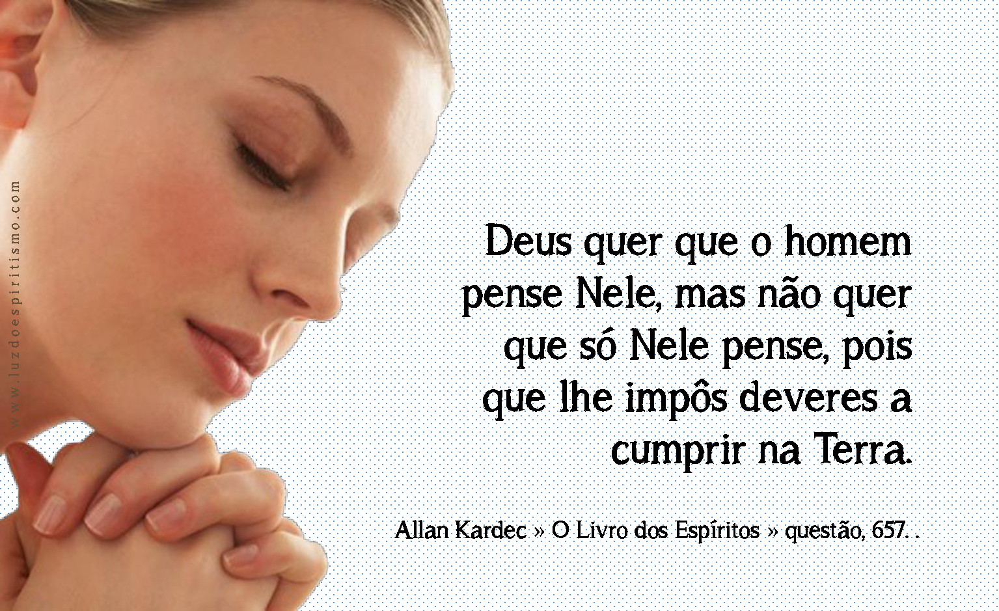 Deus quer que o homem
pense Nele, mas não quer
que só Nele pense, pois
que lhe impôs deveres a
cumprir na Terra.
Allan Kardec » O Livro dos Espíritos » questão, 657. .
www.luzdoespiritismo.com